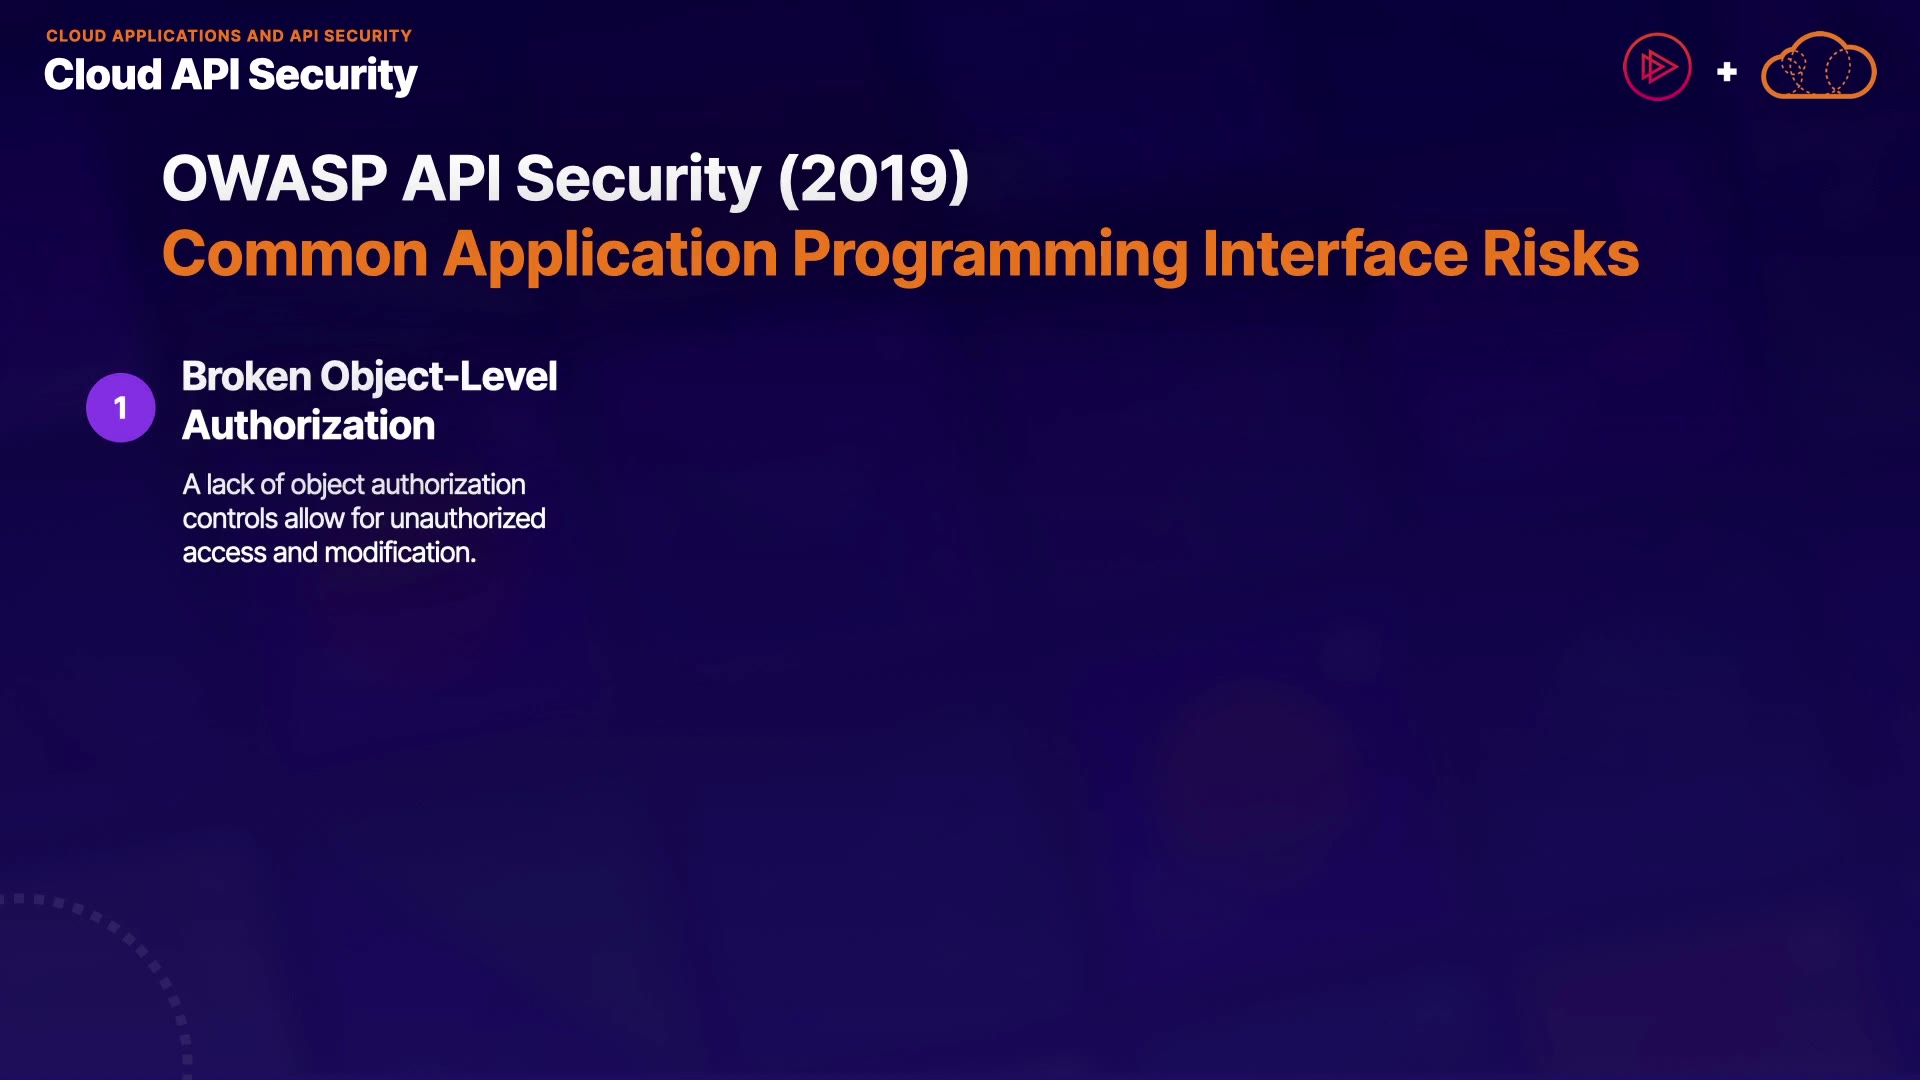 CLOUD APPLICATIONS AND API SECURITY
Cloud API Security
+
OWASP API Security (2019)
Common Application Programming Interface Risks
1
Broken Object-Level
Authorization
A lack of object authorization
controls allow for unauthorized
access and modification.